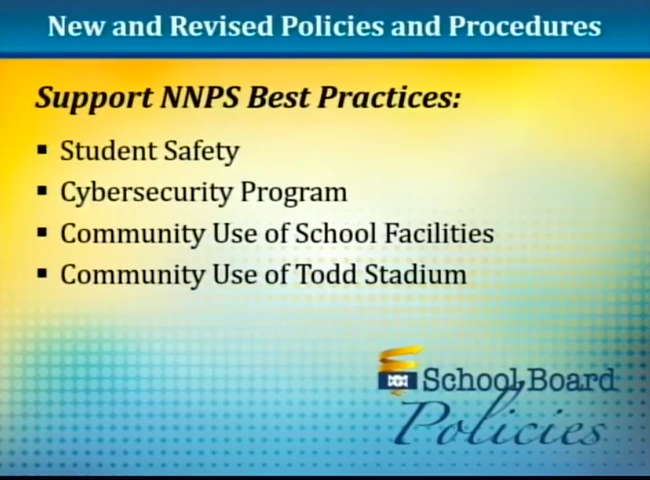 New and Revised Policies and Procedures
Support NNPS Best Practices:
▪ Student Safety
▪ Cybersecurity Program
▪ Community Use of School Facilities
▪ Community Use of Todd Stadium
School Board
Policies